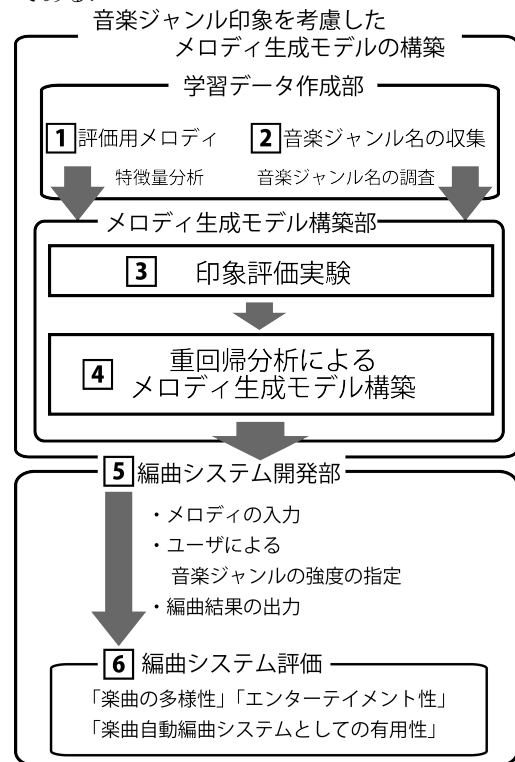 音楽ジャンル印象を考慮した
メロディ生成モデルの構築
学習データ作成部
1 評価用メロディ 2 音楽ジャンル名の収集
特徴量分析 音楽ジャンル名の調査
メロディ生成モデル構築部
3 印象評価実験
4 重回帰分析による
メロディ生成モデル構築
5 編曲システム開発部
・メロディの入力
・ユーザによる
音楽ジャンルの強度の指定
・編曲結果の出力
6 編曲システム評価
「楽曲の多様性」「エンターテイメント性」
「楽曲自動編曲システムとしての有用性」